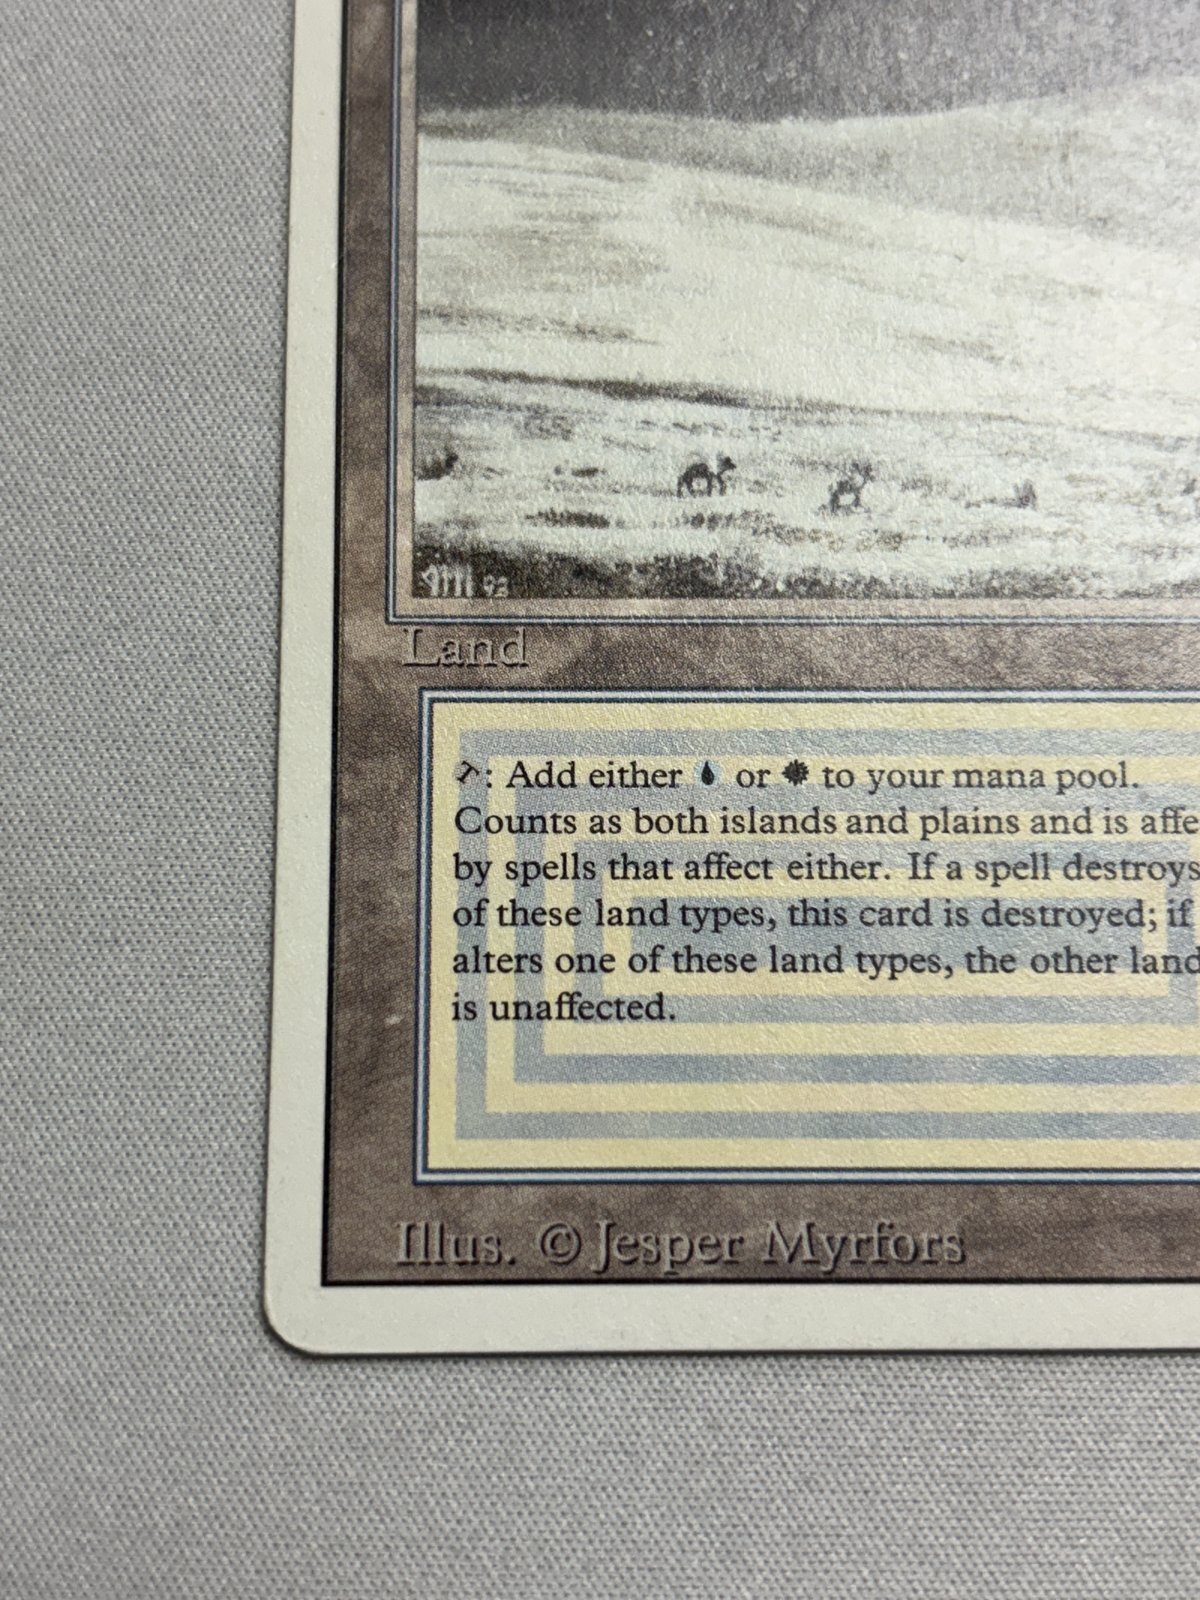 Land
T: Add either or to your mana pool.
Counts as both islands and plains and is affe
by spells that affect either. If a spell destroys
of these land types, this card is destroyed; if
alters one of these land types, the other land
is unaffected.
Illus. © Jesper Myrfors